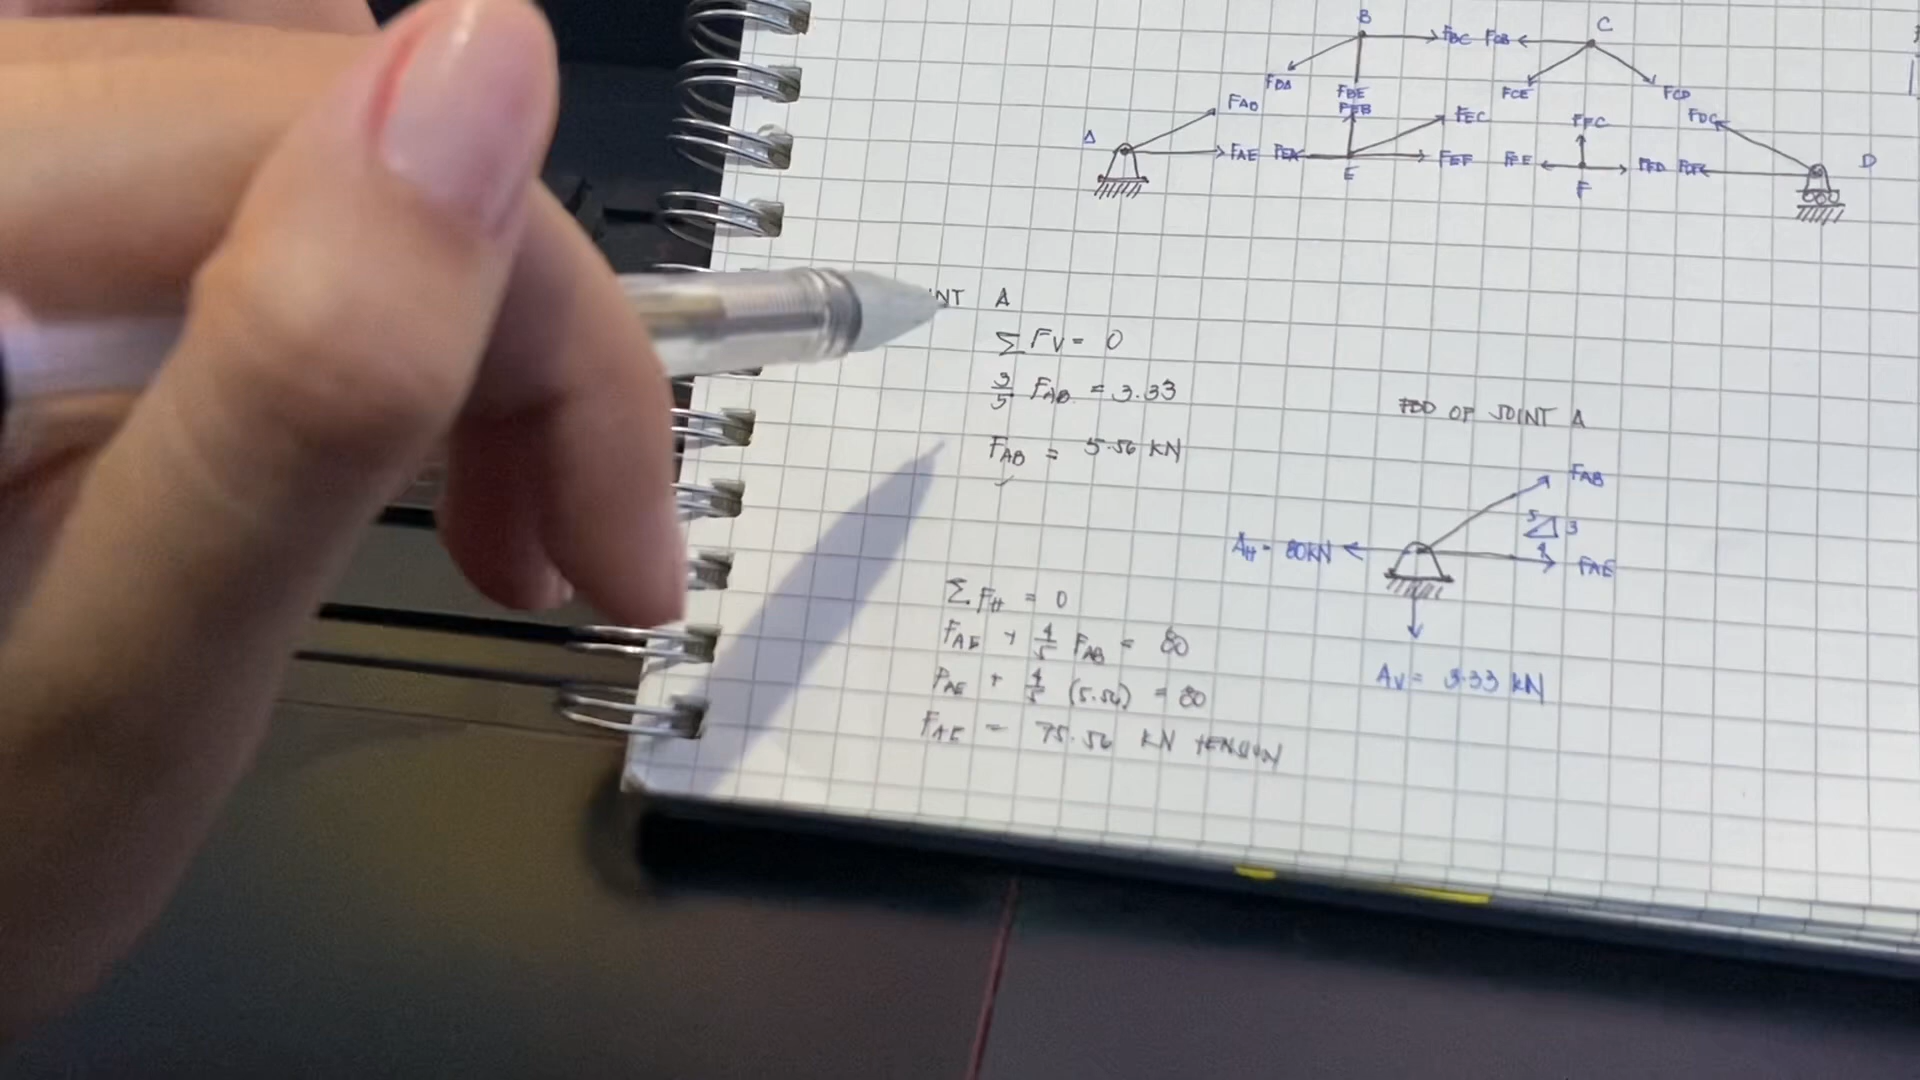 B
C
FBC FCB
FBA
FBE
FCE
FCD
FAB
FEB
FEC
FFC
FDC
A
FAE FEA
FEF
FFE
FFD FDF
D
E
F
INT A
Σ FV = 0
3/5 FAB = 3.33
FBD OF JOINT A
FAB = 5.56 KN
FAB
5 3
4
AH = 80KN
FAE
Σ FH = 0
FAE + 4/5 FAB = 80
AV = 3.33 KN
FAE + 4/5 (5.56) = 80
FAE = 75.56 KN TENSION